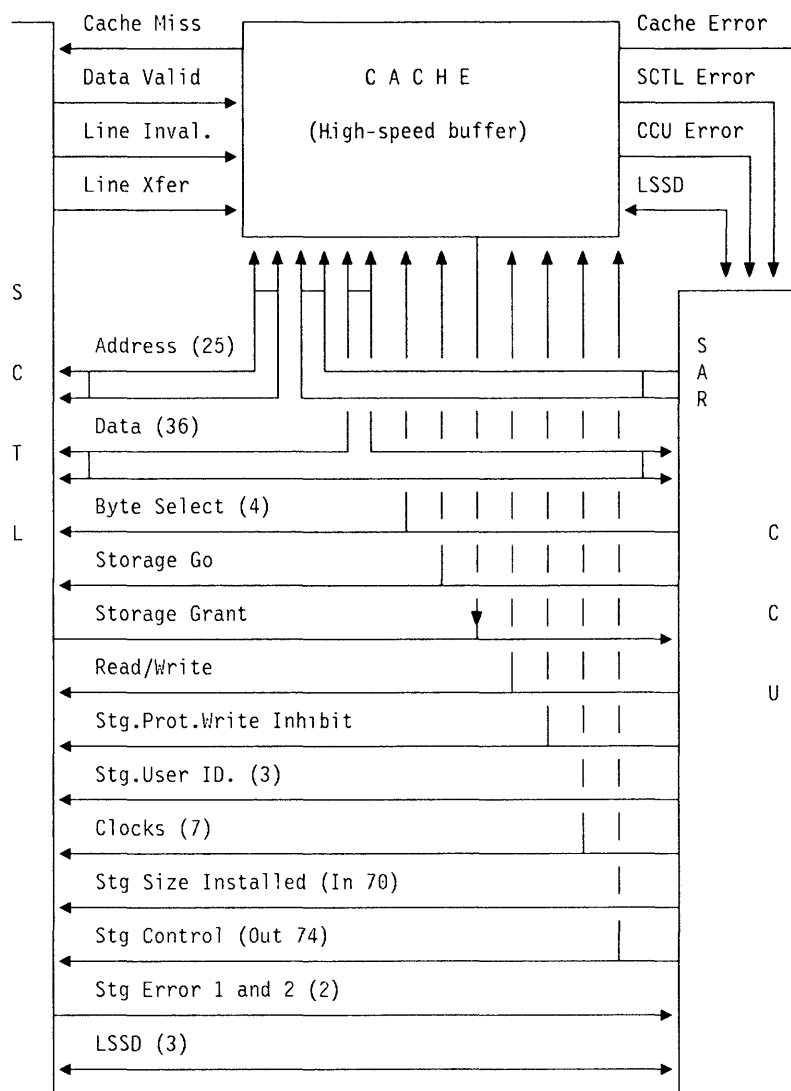 Cache Miss
Data Valid
Line Inval.
Line Xfer
C A C H E
(High-speed buffer)
Cache Error
SCTL Error
CCU Error
LSSD
S
C
T
L
S
A
R
C
C
U
Address (25)
Data (36)
Byte Select (4)
Storage Go
Storage Grant
Read/Write
Stg.Prot.Write Inhibit
Stg.User ID. (3)
Clocks (7)
Stg Size Installed (In 70)
Stg Control (Out 74)
Stg Error 1 and 2 (2)
LSSD (3)